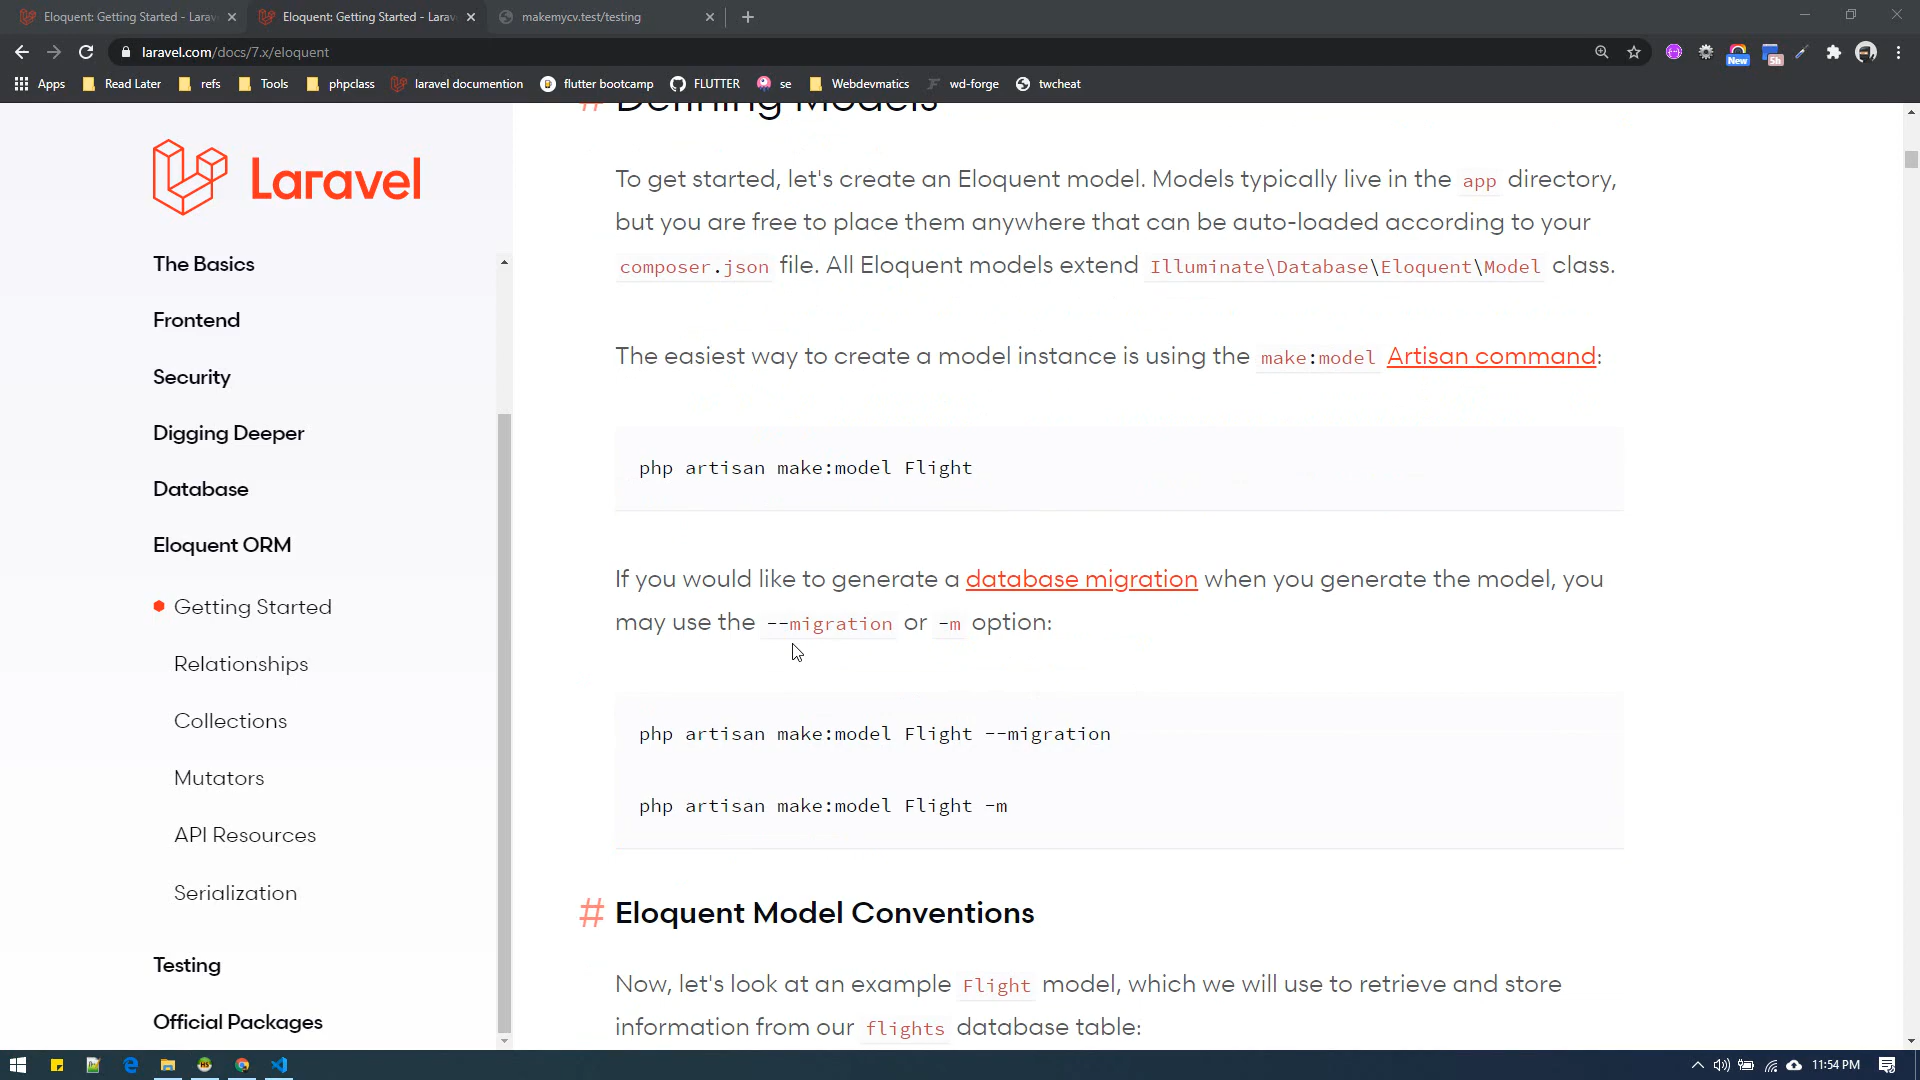 Eloquent: Getting Started - Larav
Eloquent: Getting Started - Larav
makemycv.test/testing
laravel.com/docs/7.x/eloquent
New
5h
Apps
Read Later
refs
Tools
phpclass
laravel documention
flutter bootcamp
FLUTTER
se
Webdevmatics
wd-forge
twcheat
Laravel
The Basics
Frontend
Security
Digging Deeper
Database
Eloquent ORM
Getting Started
Relationships
Collections
Mutators
API Resources
Serialization
Testing
Official Packages
# Defining Models
To get started, let's create an Eloquent model. Models typically live in the app directory,
but you are free to place them anywhere that can be auto-loaded according to your
composer.json file. All Eloquent models extend Illuminate\Database\Eloquent\Model class.
The easiest way to create a model instance is using the make:model Artisan command:
php artisan make:model Flight
If you would like to generate a database migration when you generate the model, you
may use the --migration or -m option:
php artisan make:model Flight --migration
php artisan make:model Flight -m
# Eloquent Model Conventions
Now, let's look at an example Flight model, which we will use to retrieve and store
information from our flights database table:
11:54 PM